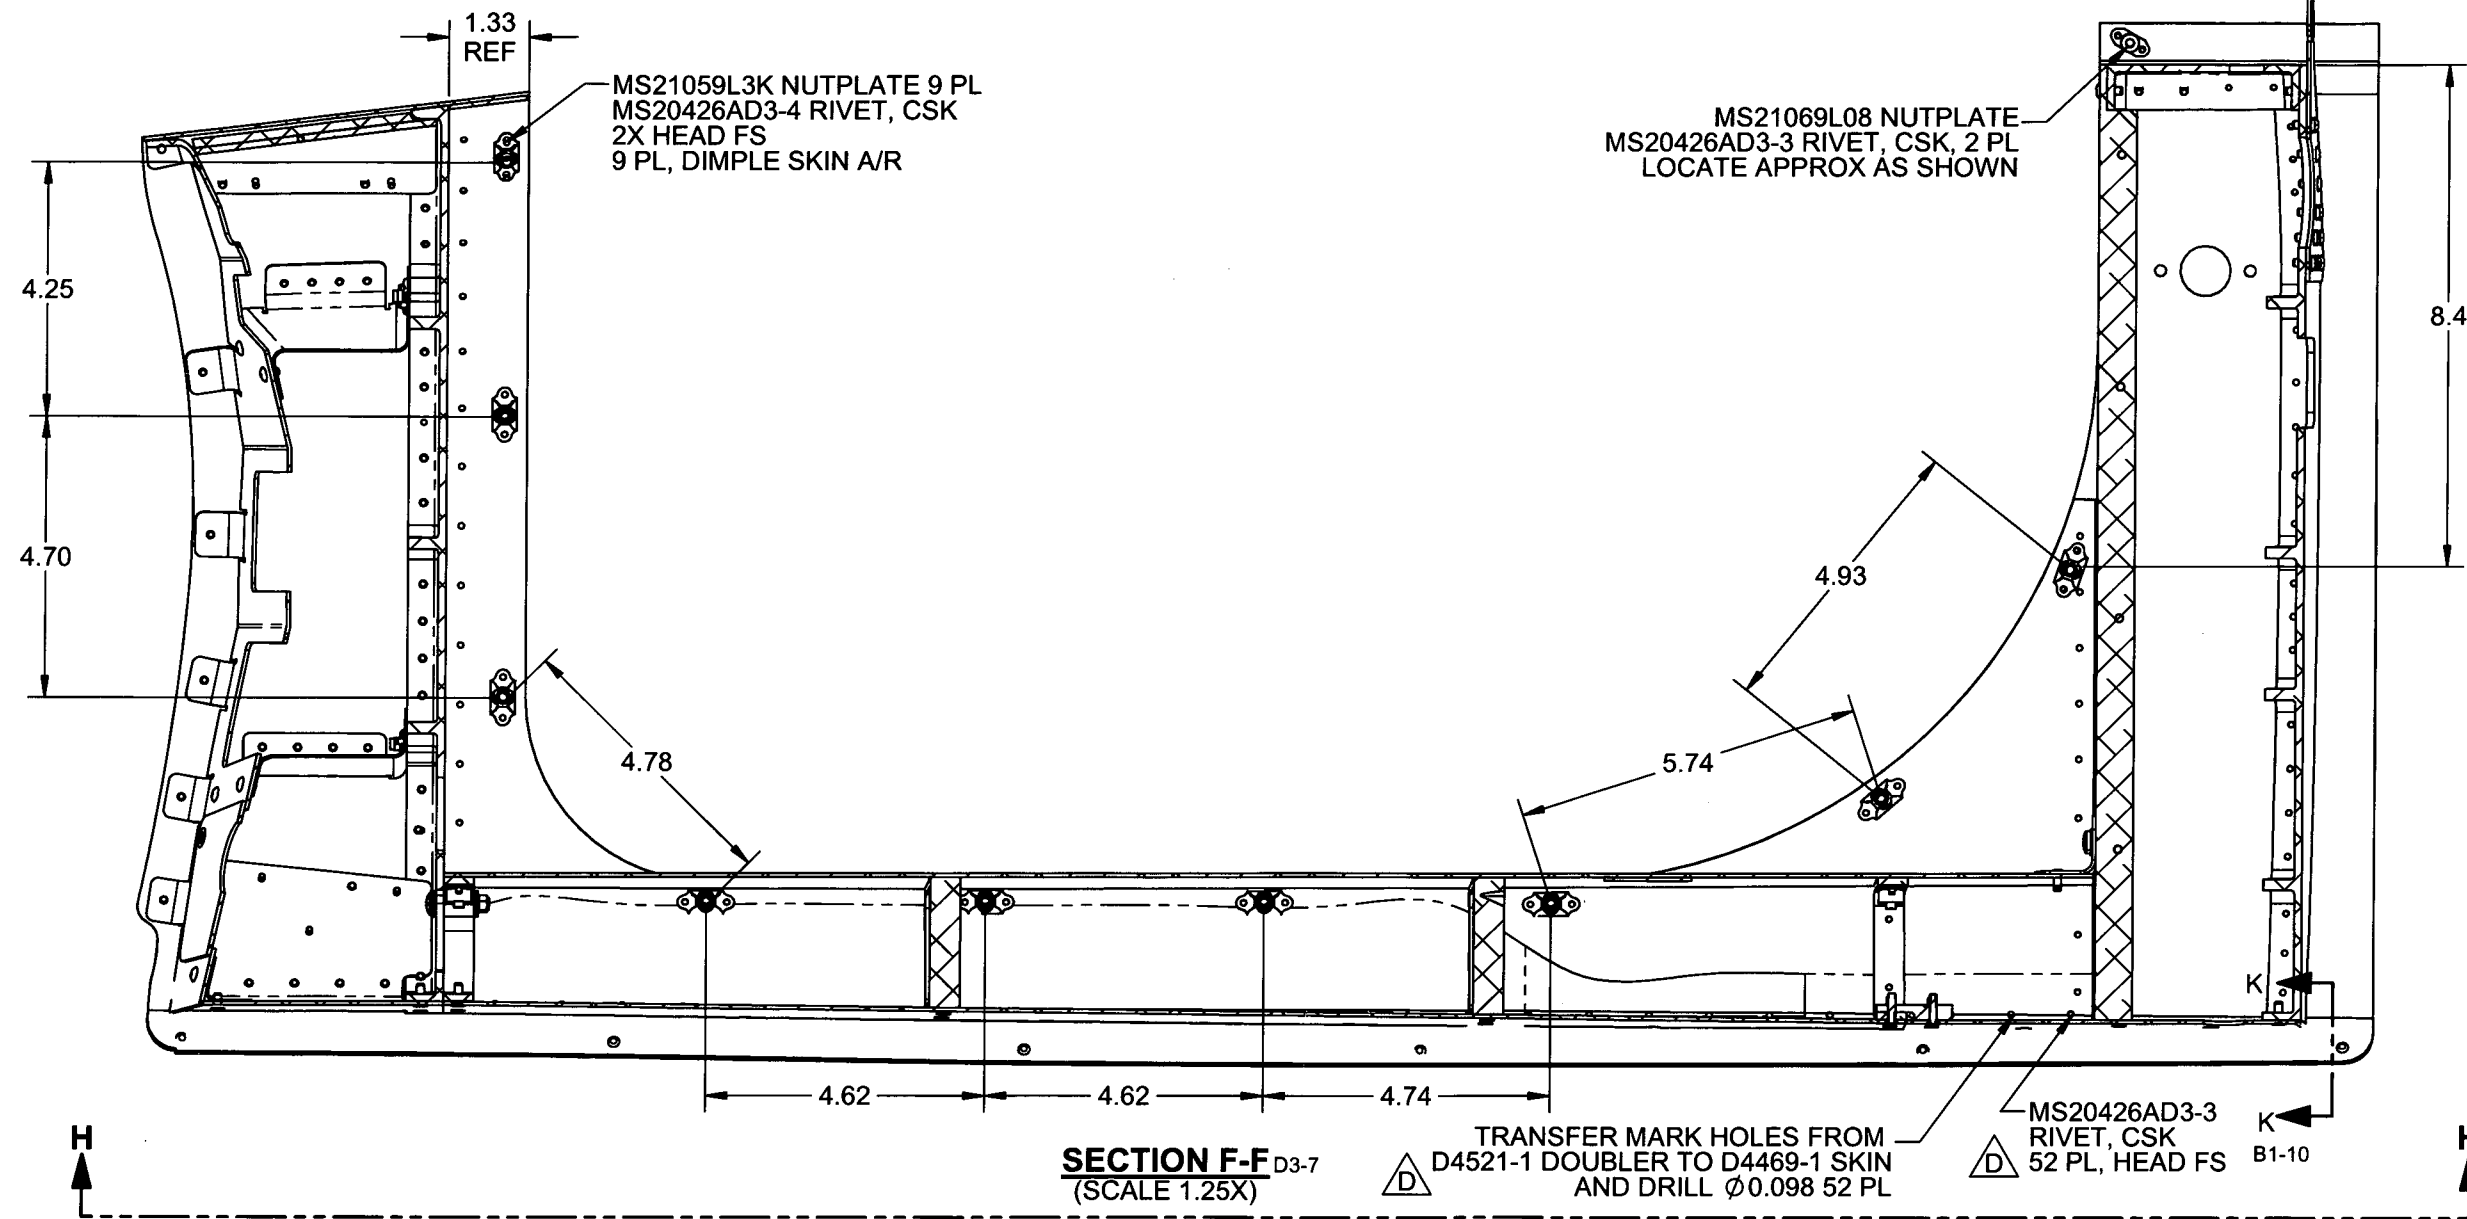 1.33
REF
MS21059L3K NUTPLATE 9 PL
MS20426AD3-4 RIVET, CSK
2X HEAD FS
9 PL, DIMPLE SKIN A/R
MS21069L08 NUTPLATE
MS20426AD3-3 RIVET, CSK, 2 PL
LOCATE APPROX AS SHOWN
4.25
8.4
4.70
4.93
4.78
5.74
4.62
4.62
4.74
K
K
B1-10
H
SECTION F-F D3-7
(SCALE 1.25X)
D
TRANSFER MARK HOLES FROM
D4521-1 DOUBLER TO D4469-1 SKIN
AND DRILL Ø0.098 52 PL
D
MS20426AD3-3
RIVET, CSK
52 PL, HEAD FS